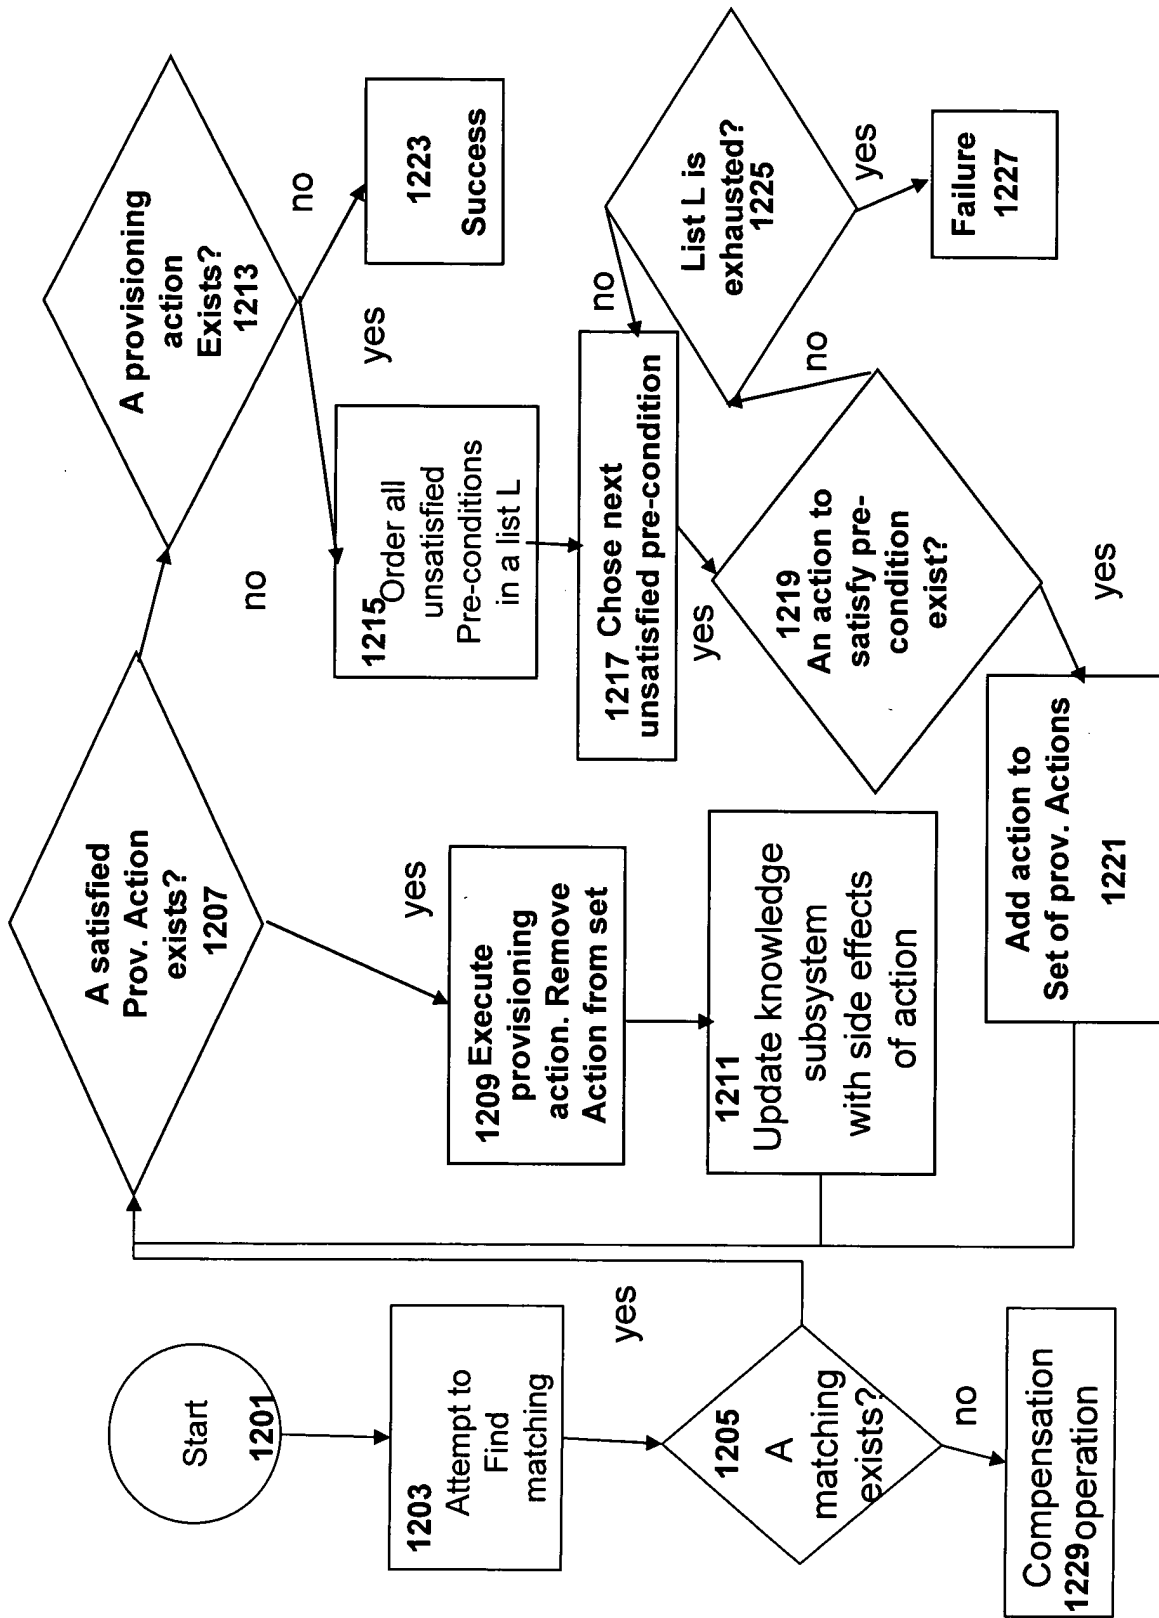 Start
1201
1203
Attempt to
Find
matching
1205
A
matching
exists?
yes
no
Compensation
1229 operation
A satisfied
Prov. Action
exists?
1207
yes
no
1209 Execute
provisioning
action. Remove
Action from set
1211
Update knowledge
subsystem
with side effects
of action
A provisioning
action
Exists?
1213
no
yes
1223
Success
1215 Order all
unsatisfied
Pre-conditions
in a list L
1217 Chose next
unsatisfied pre-condition
yes
no
1219
An action to
satisfy pre-
condition
exist?
no
yes
List L is
exhausted?
1225
yes
Failure
1227
Add action to
Set of prov. Actions
1221